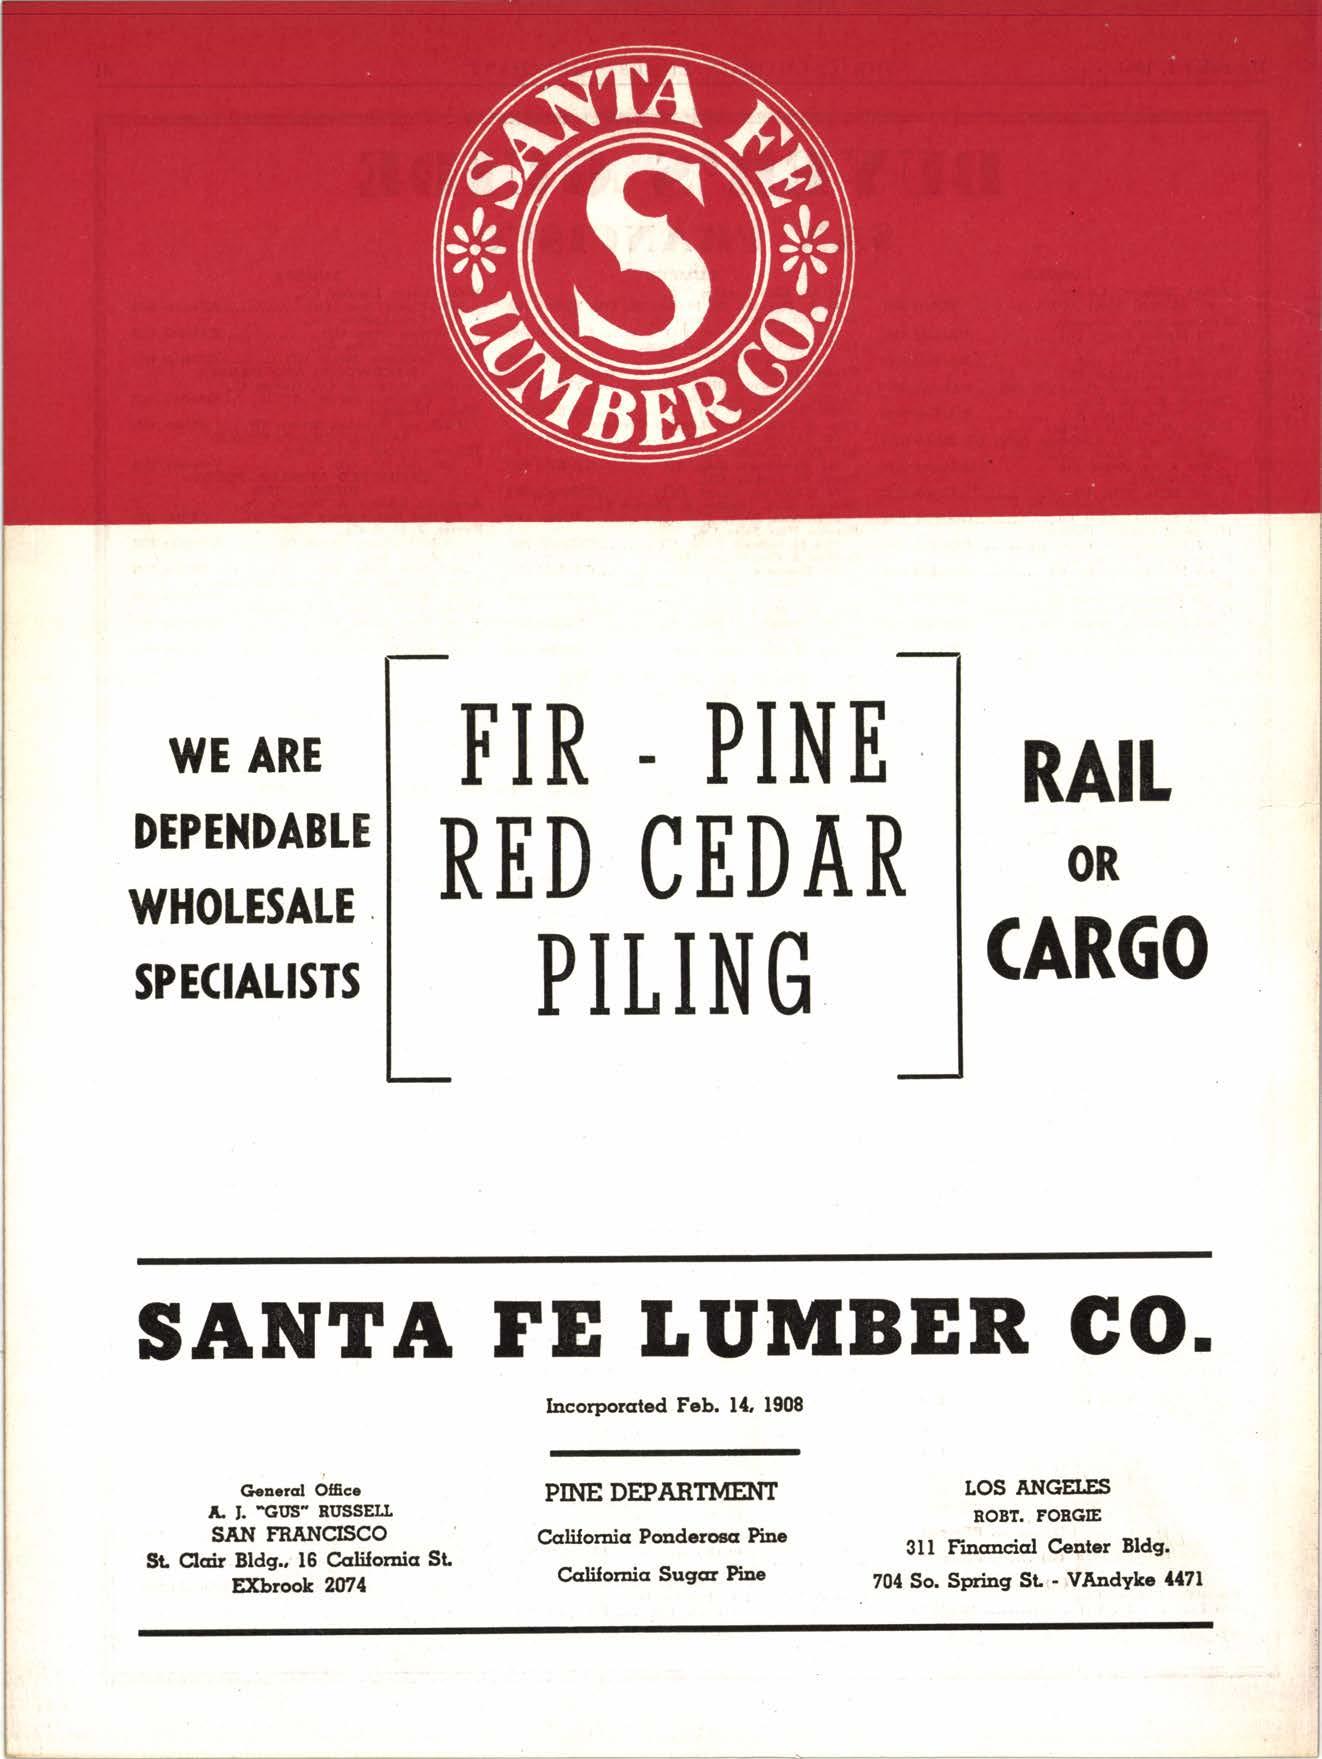 SANTA FE
S
LUMBER CO.
WE ARE
DEPENDABLE
WHOLESALE
SPECIALISTS
FIR - PINE
RED CEDAR
PILING
RAIL
OR
CARGO
SANTA FE LUMBER CO.
Incorporated Feb. 14, 1908
General Office
A. J. "GUS" RUSSELL
SAN FRANCISCO
St. Clair Bldg., 16 California St.
EXbrook 2074
PINE DEPARTMENT
California Ponderosa Pine
California Sugar Pine
LOS ANGELES
ROBT. FORGIE
311 Financial Center Bldg.
704 So. Spring St. - VAndyke 4471